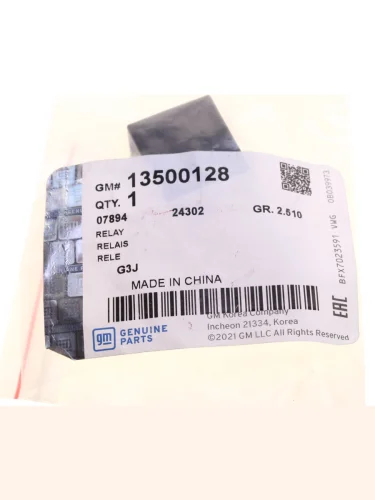 GM# 13500128
QTY. 1
07894 24302 GR. 2.510
RELAY
RELAIS
RELE
G3J
MADE IN CHINA
gm GENUINE
PARTS
GM Korea Company
Incheon 21334, Korea
©2021 GM LLC All Rights Reserved
BFX7023591 VWG 08039913
EAC